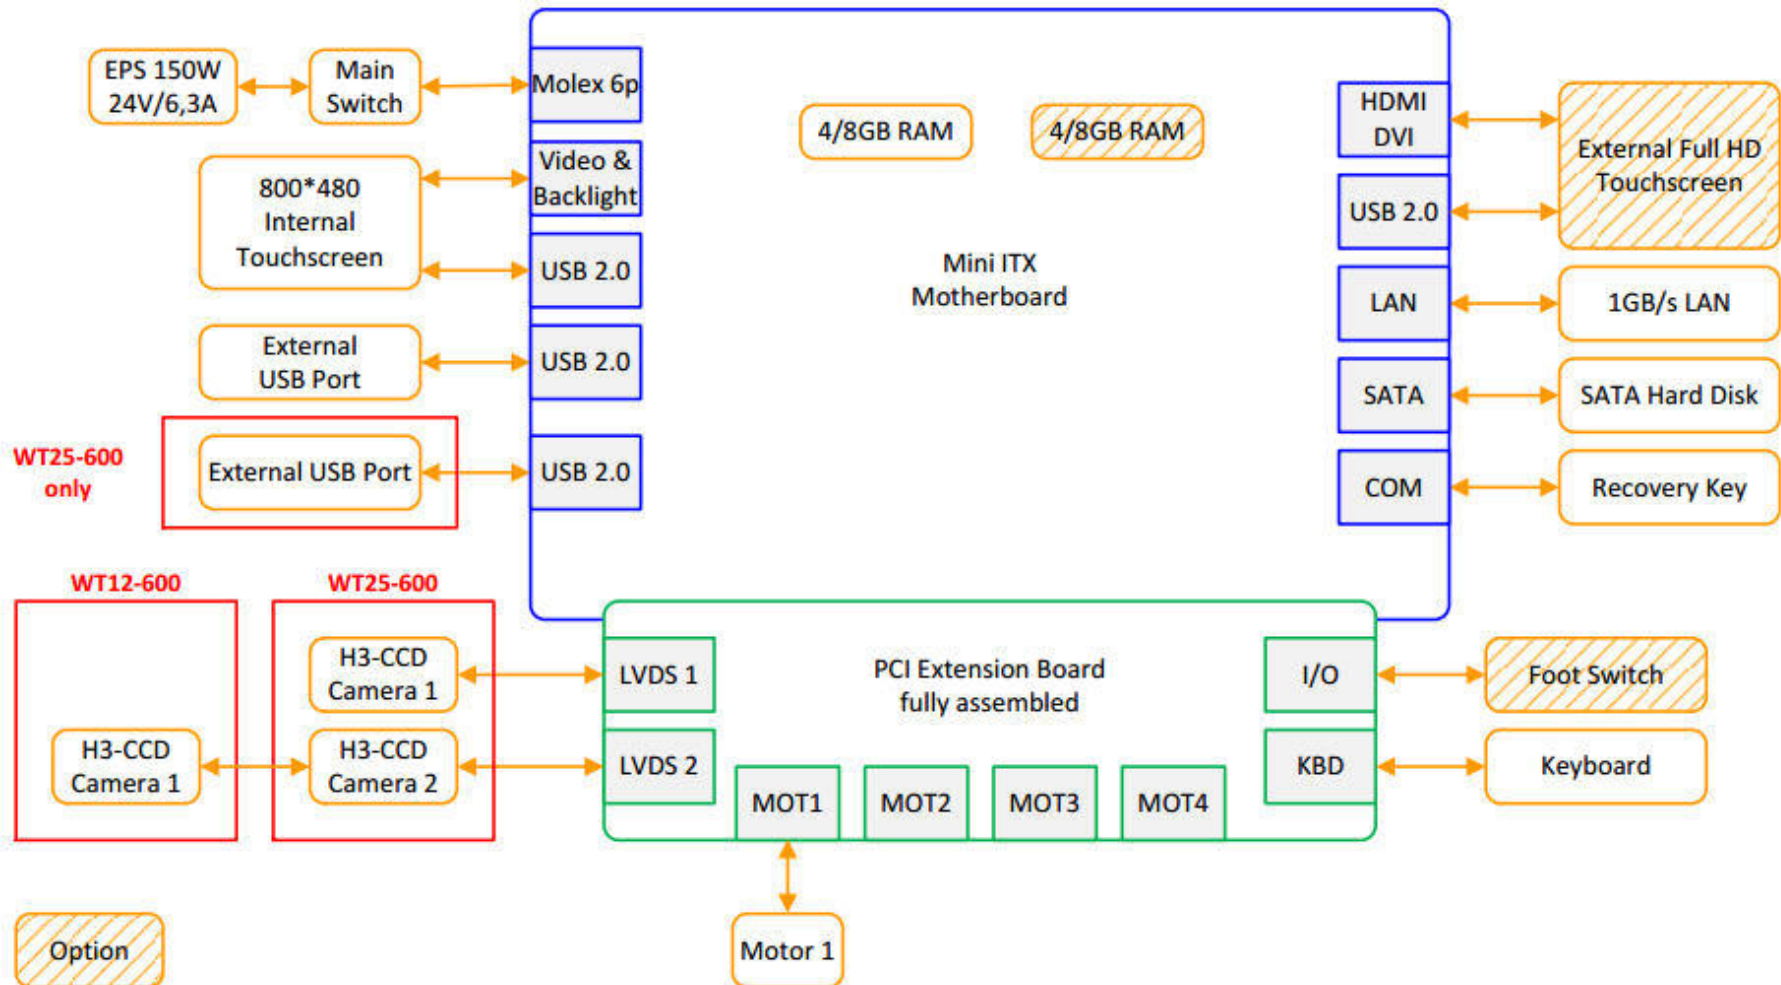 EPS 150W
24V/6,3A
Main
Switch
Molex 6p
4/8GB RAM
4/8GB RAM
HDMI
DVI
External Full HD
Touchscreen
800*480
Internal
Touchscreen
Video &
Backlight
USB 2.0
USB 2.0
Mini ITX
Motherboard
LAN
1GB/s LAN
External
USB Port
USB 2.0
SATA
SATA Hard Disk
WT25-600
only
External USB Port
USB 2.0
COM
Recovery Key
WT12-600
WT25-600
H3-CCD
Camera 1
LVDS 1
PCI Extension Board
fully assembled
I/O
Foot Switch
H3-CCD
Camera 1
H3-CCD
Camera 2
LVDS 2
KBD
Keyboard
MOT1
MOT2
MOT3
MOT4
Option
Motor 1